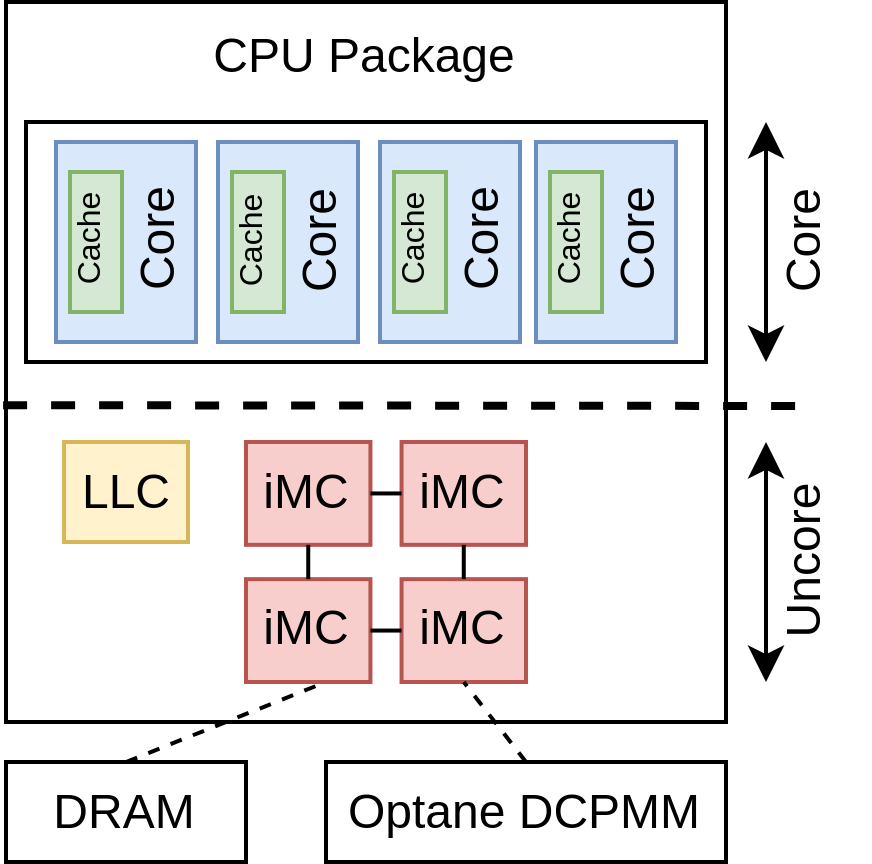 CPU Package
Cache
Core
Cache
Core
Cache
Core
Cache
Core
Core
LLC
iMC
iMC
iMC
iMC
Uncore
DRAM
Optane DCPMM